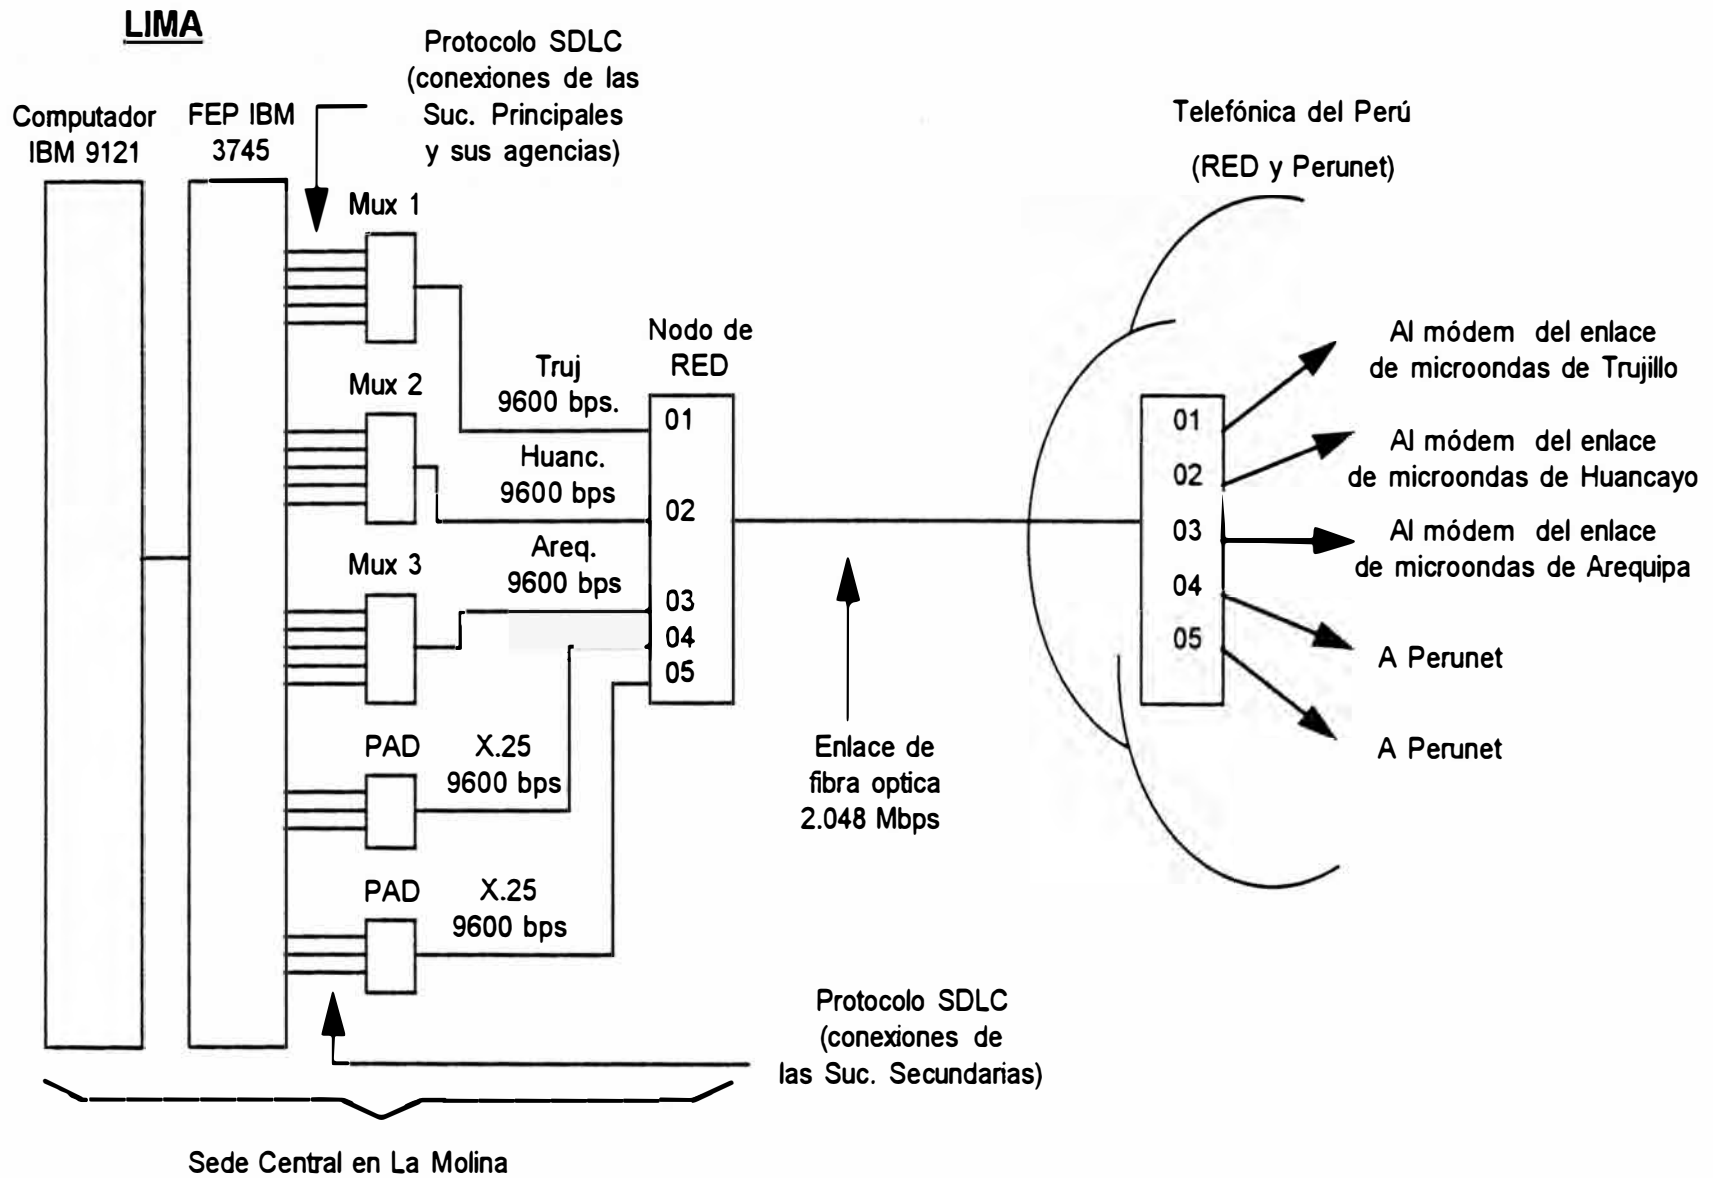 LIMA
Protocolo SDLC
(conexiones de las
Suc. Principales
y sus agencias)
Computador
IBM 9121
FEP IBM
3745
Telefónica del Perú
(RED y Perunet)
Mux 1
Mux 2
Mux 3
Truj
9600 bps.
Huanc.
9600 bps
Areq.
9600 bps
Nodo de
RED
01
02
03
04
05
01
02
03
04
05
Al módem del enlace
de microondas de Trujillo
Al módem del enlace
de microondas de Huancayo
Al módem del enlace
de microondas de Arequipa
A Perunet
A Perunet
PAD
X.25
9600 bps
PAD
X.25
9600 bps
Enlace de
fibra optica
2.048 Mbps
Protocolo SDLC
(conexiones de
las Suc. Secundarias)
Sede Central en La Molina